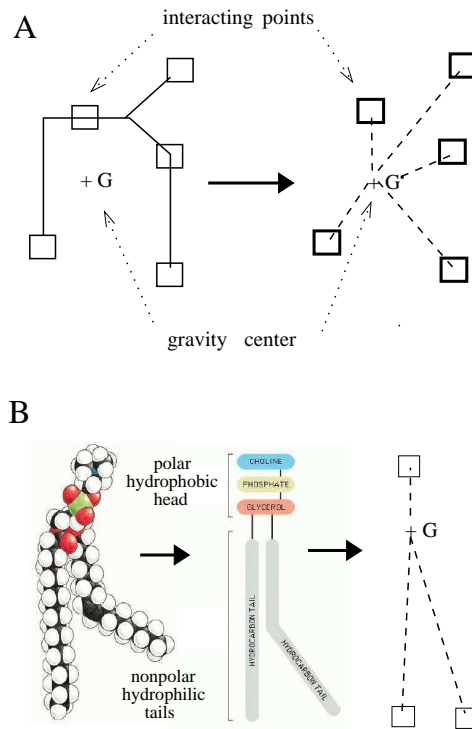 A
interacting points
+ G
+ G
gravity center
B
polar
hydrophobic
head
CHOLINE
PHOSPHATE
GLYCEROL
HYDROCARBON TAIL
HYDROCARBON TAIL
nonpolar
hydrophilic
tails
+ G